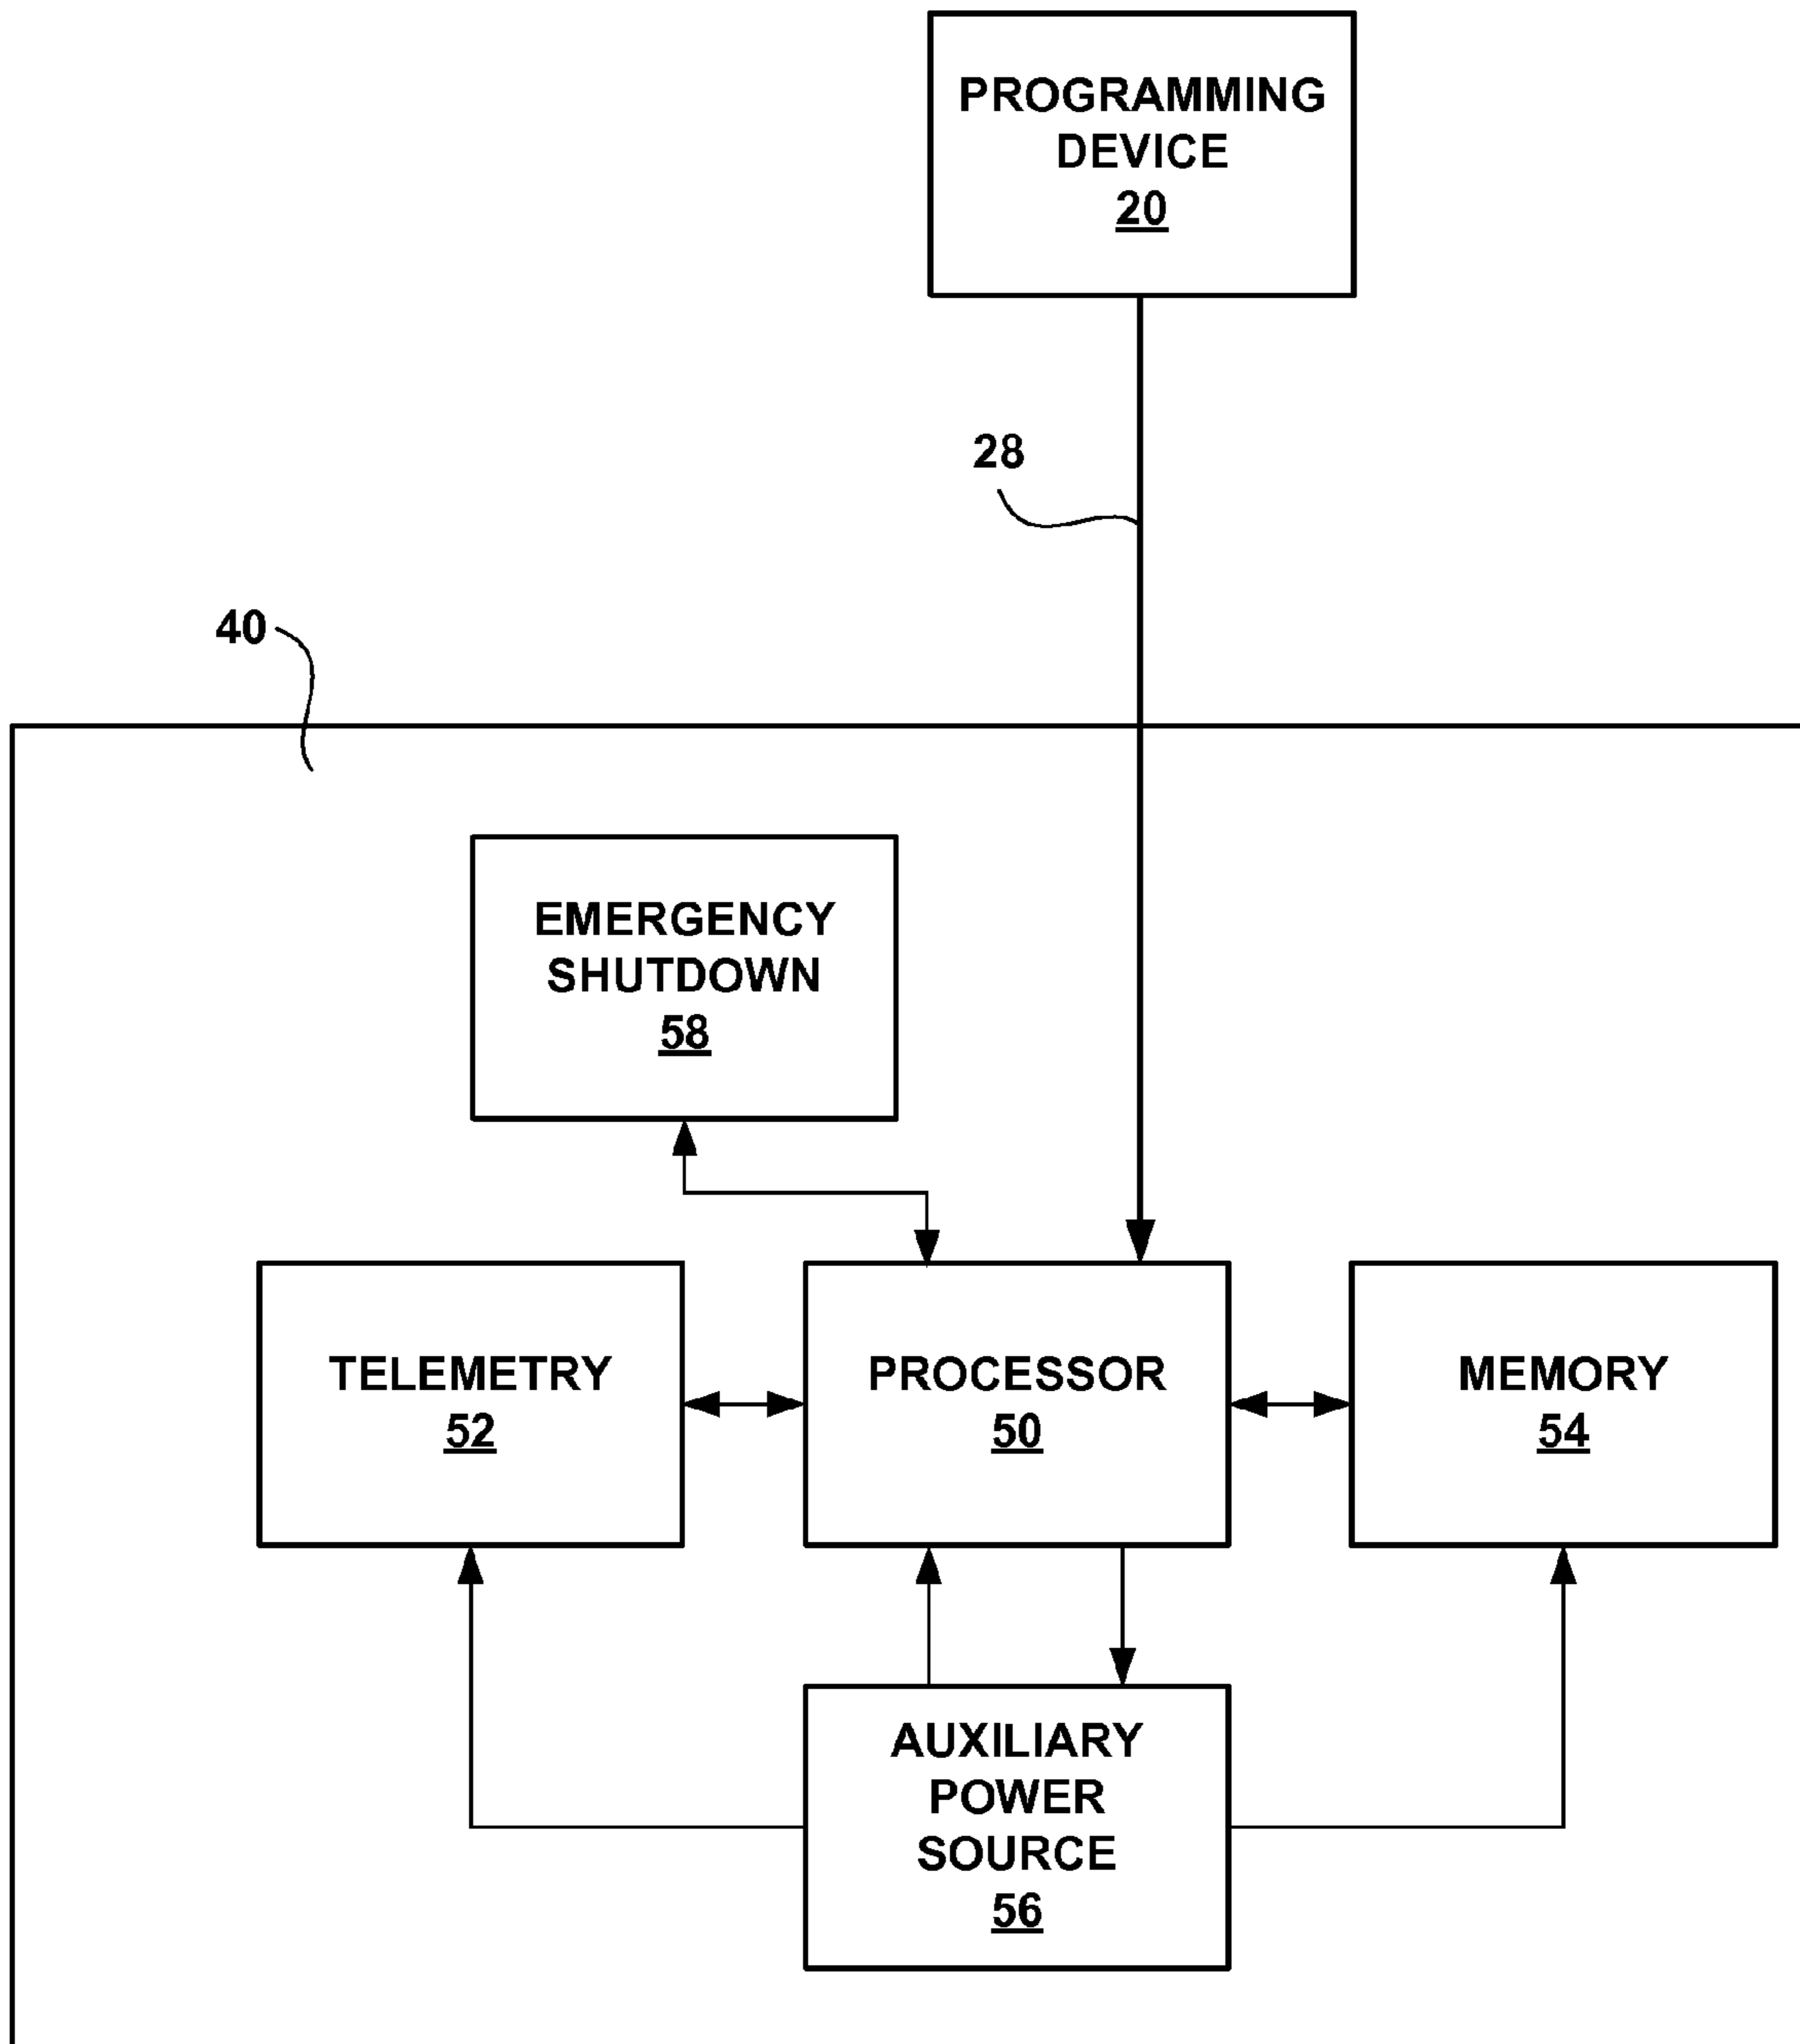 PROGRAMMING
DEVICE
20
28
40
EMERGENCY
SHUTDOWN
58
TELEMETRY
52
PROCESSOR
50
MEMORY
54
AUXILIARY
POWER
SOURCE
56